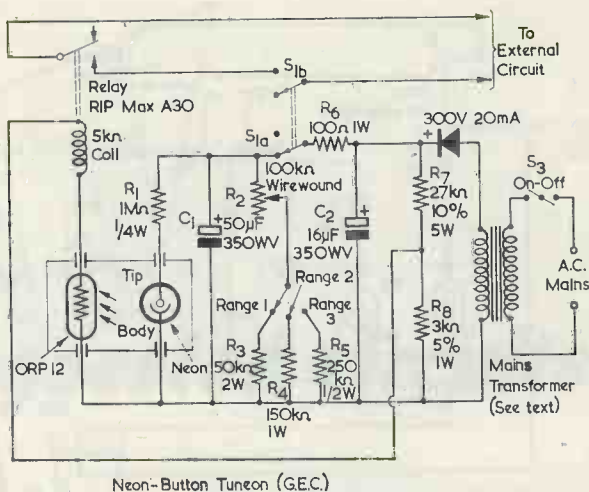 To
External
Circuit
Relay
RIP Max A30
S1b
5kΩ
Coil
S1a
R6
100Ω 1W
300V 20mA
+
S3
On-Off
100kΩ
Wirewound
R1
1MΩ
1/4W
R2
C1
+
50µF
350WV
C2
+
16µF
350WV
R7
27kΩ
10%
5W
A.C.
Mains
Tip
Body
Neon
ORP12
Range 1
Range 2
Range
3
R3
50kΩ
2W
R4
150kΩ
1W
R5
250
kΩ
1/2W
R8
3kΩ
5%
1W
Mains
Transformer
(See text)
Neon-Button Tuneon (G.E.C.)